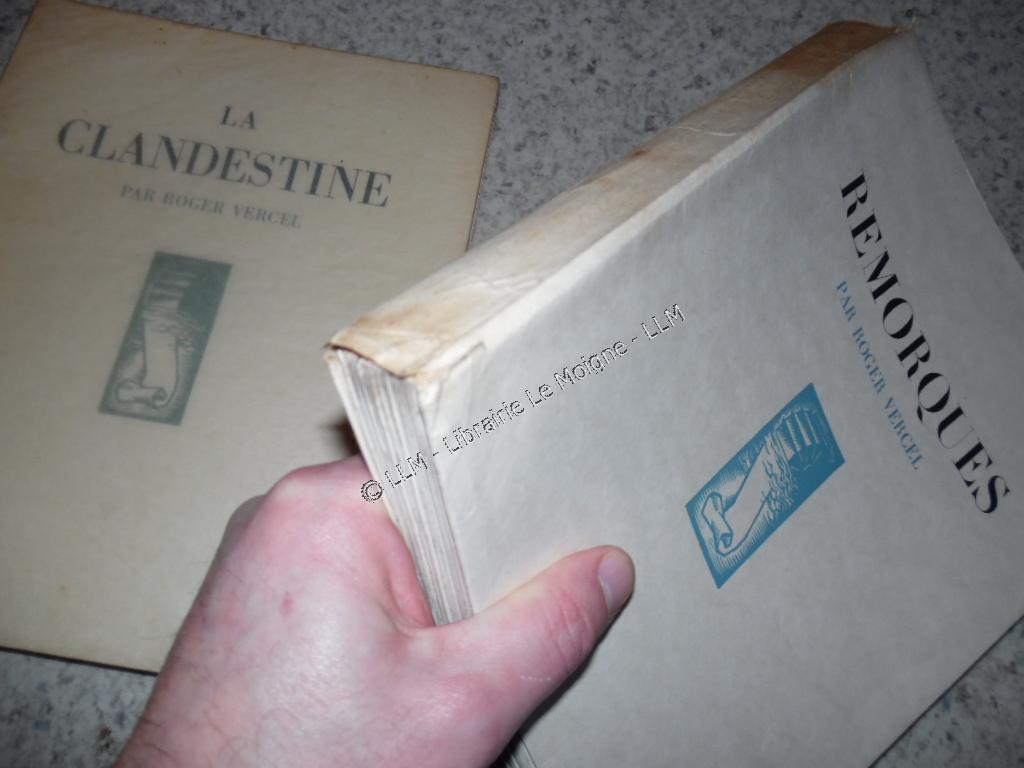 LA
CLANDESTINE
PAR ROGER VERCEL
REMORQUES
PAR ROGER VERCEL
© LLM - Librairie Le Moigne - LLM